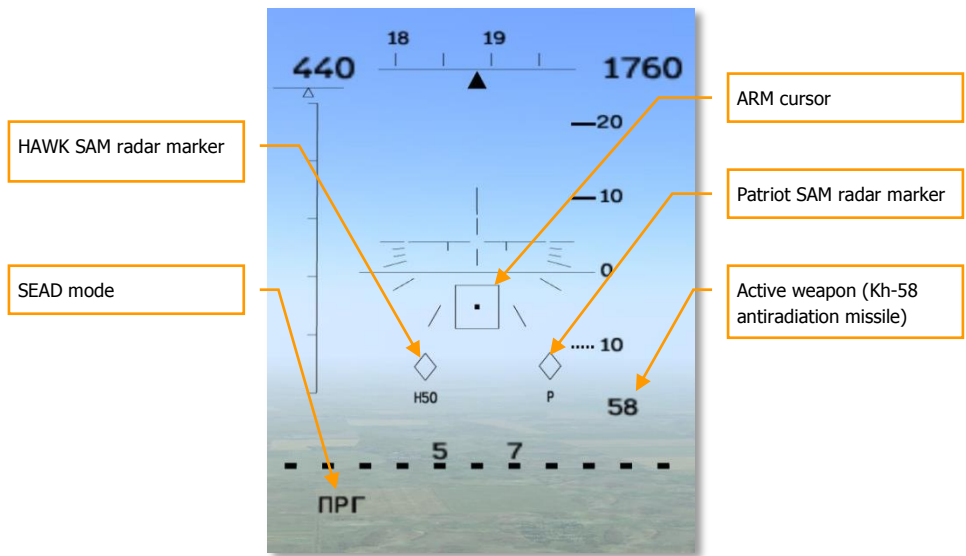 18 19
440 1760
ARM cursor
20
HAWK SAM radar marker
10
Patriot SAM radar marker
0
SEAD mode
Active weapon (Kh-58
antiradiation missile)
10
H50 P
58
5 7
ПРГ